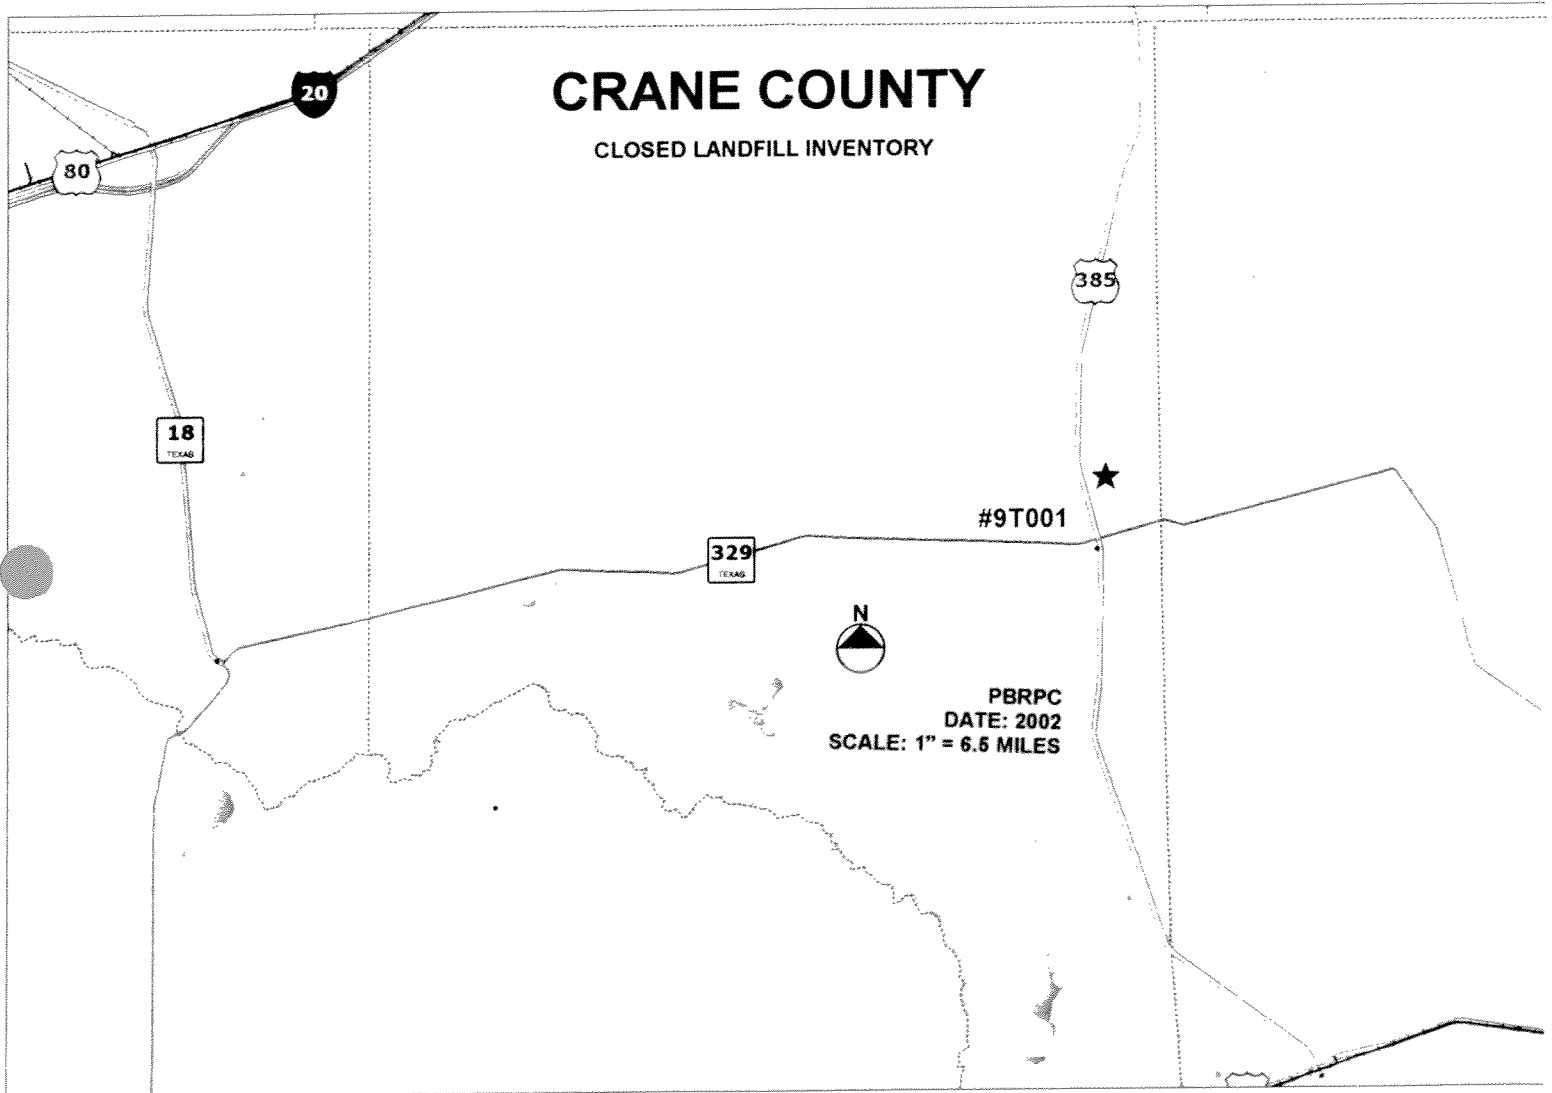 CRANE COUNTY
CLOSED LANDFILL INVENTORY
20
80
385
18
TEXAS
#9T001
329
TEXAS
N
PBRPC
DATE: 2002
SCALE: 1" = 6.5 MILES